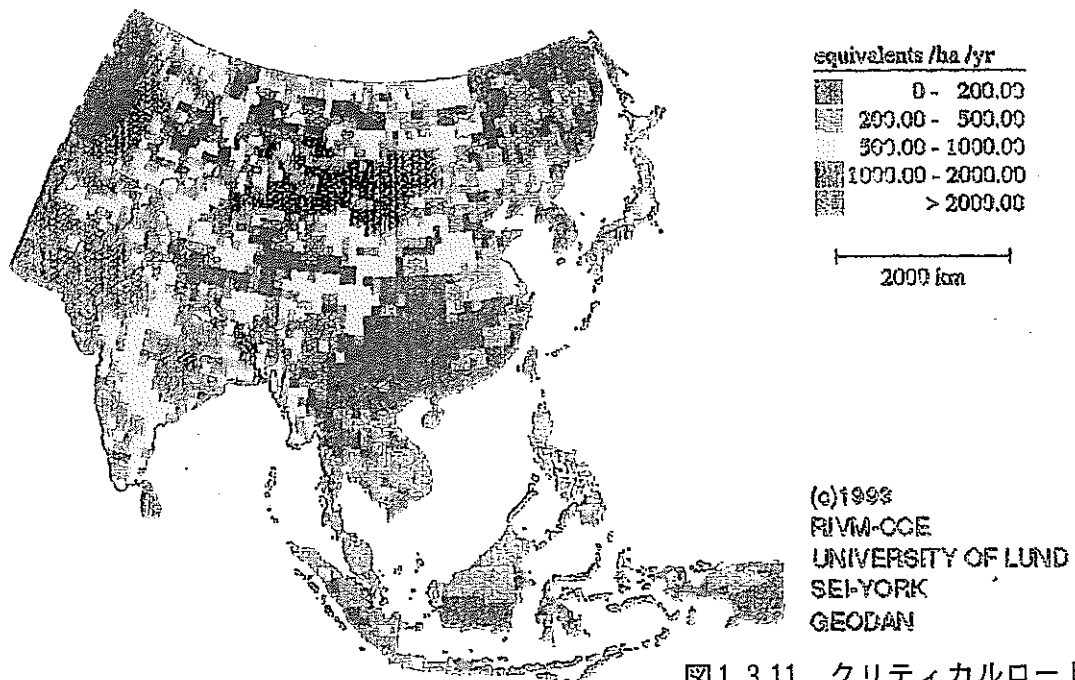 equivalents /ha /yr
0 - 200.00
200.00 - 500.00
500.00 - 1000.00
1000.00 - 2000.00
> 2000.00
2000 km
(c)1993
RIVM-CCE
UNIVERSITY OF LUND
SEI-YORK
GEODAN
図1.3.11 クリティカルロード